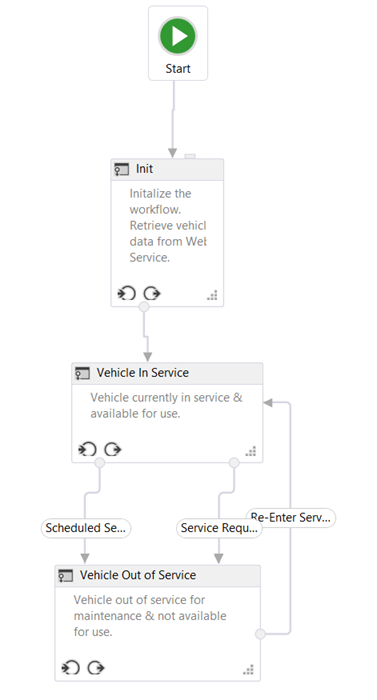 Start
Init
Initalize the
workflow.
Retrieve vehicl
data from Web
Service.
Vehicle In Service
Vehicle currently in service &
available for use.
Scheduled Se...
Service Requ...
Re-Enter Serv...
Vehicle Out of Service
Vehicle out of service for
maintenance & not available
for use.